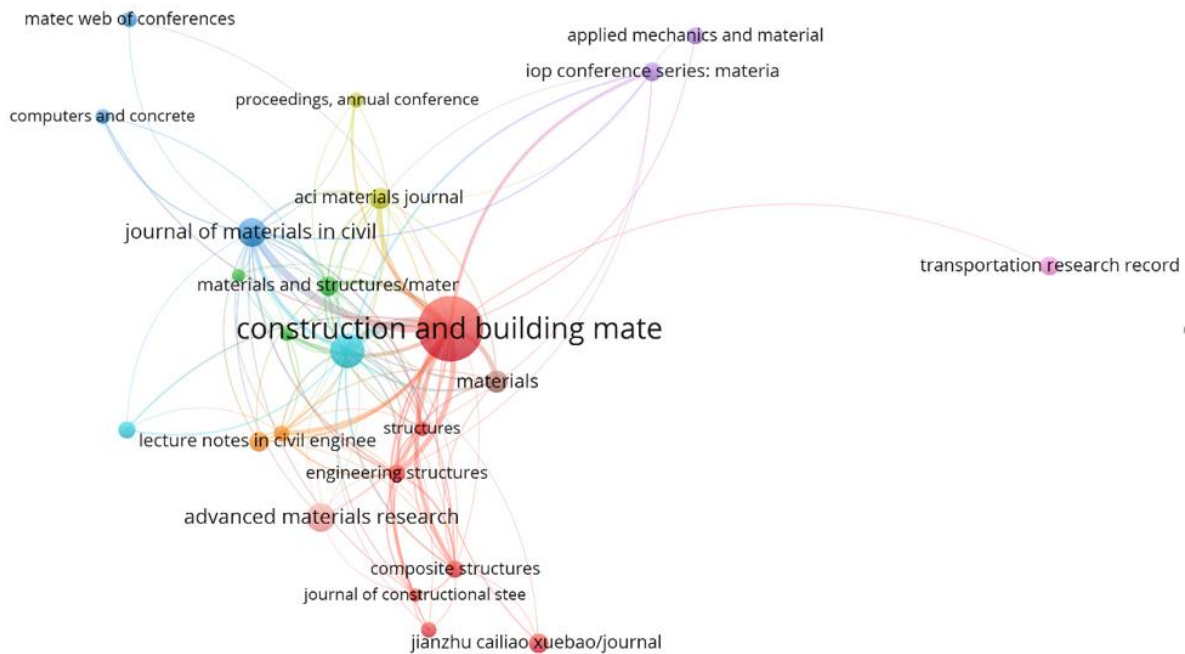 matec web of conferences
applied mechanics and material
iop conference series: materia
proceedings, annual conference
computers and concrete
aci materials journal
journal of materials in civil
transportation research record
materials and structures/mater
construction and building mate
materials
structures
lecture notes in civil enginee
engineering structures
advanced materials research
composite structures
journal of constructional stee
jianzhu cailiao xuebao/journal